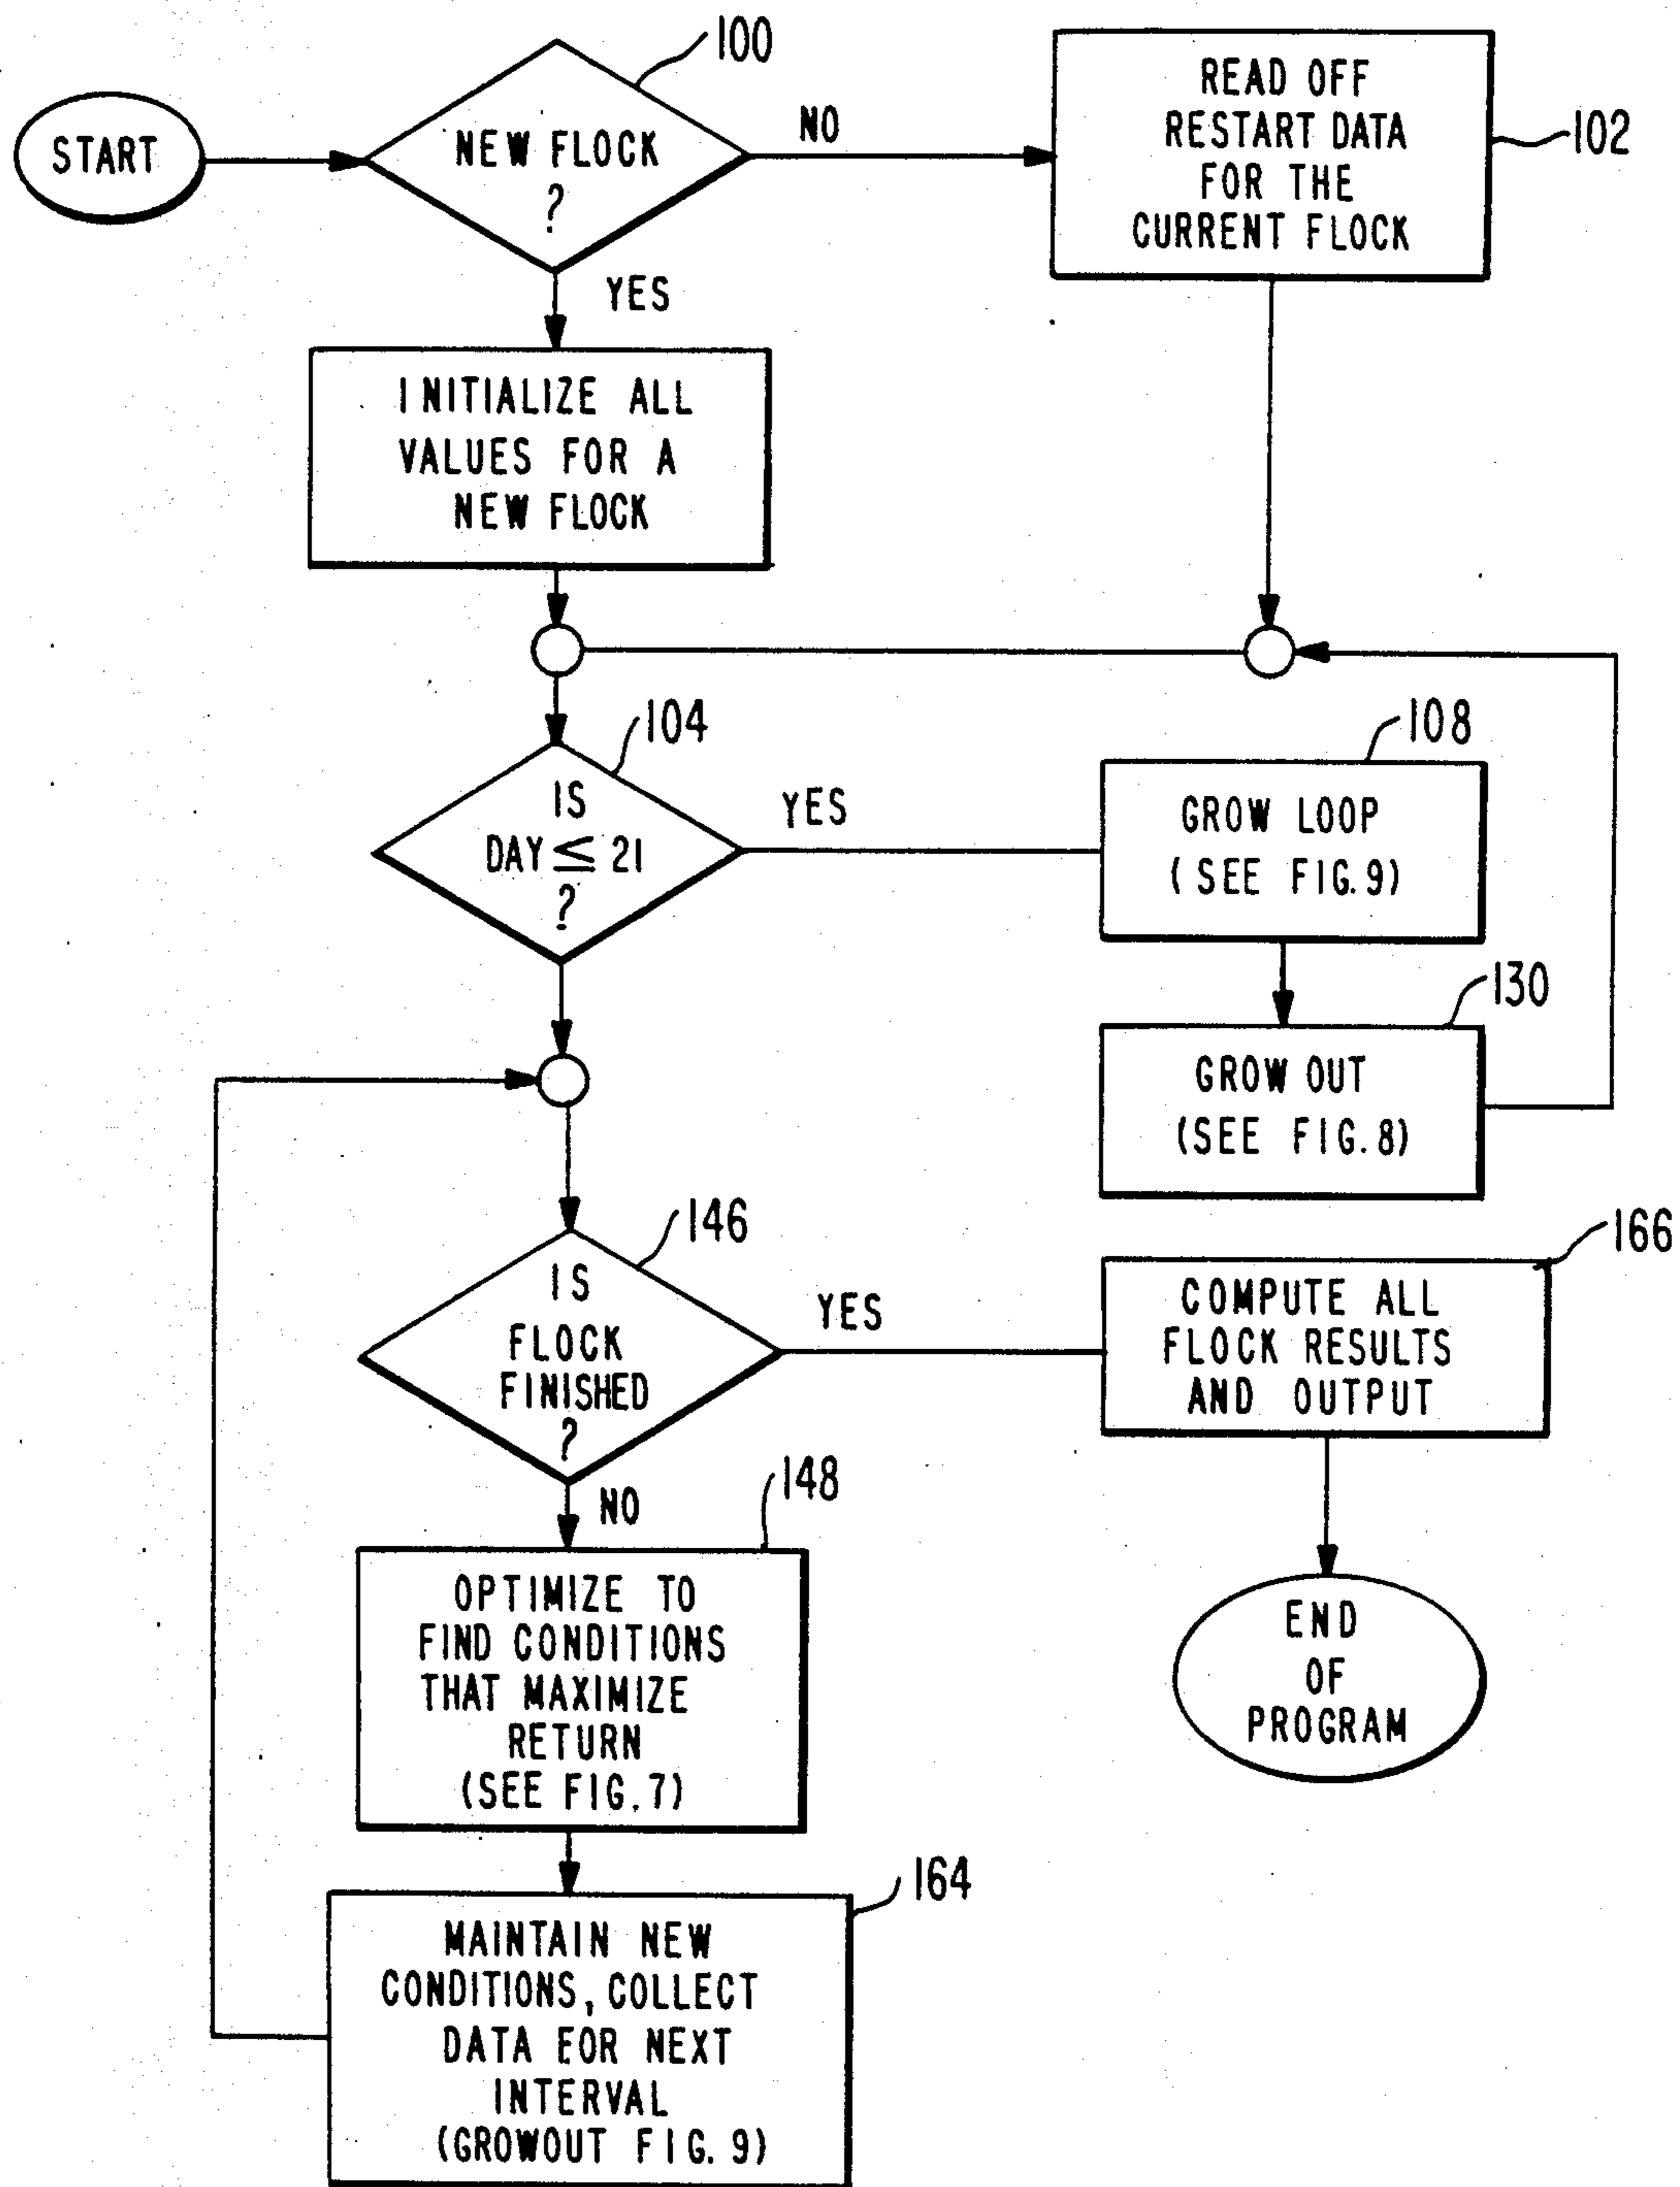 START
100
NEW FLOCK
?
NO
READ OFF
RESTART DATA
FOR THE
CURRENT FLOCK
102
YES
INITIALIZE ALL
VALUES FOR A
NEW FLOCK
104
IS
DAY ≤ 21
?
YES
108
GROW LOOP
(SEE FIG. 9)
130
GROW OUT
(SEE FIG. 8)
146
IS
FLOCK
FINISHED
?
YES
166
COMPUTE ALL
FLOCK RESULTS
AND OUTPUT
NO
148
OPTIMIZE TO
FIND CONDITIONS
THAT MAXIMIZE
RETURN
(SEE FIG. 7)
END
OF
PROGRAM
164
MAINTAIN NEW
CONDITIONS, COLLECT
DATA FOR NEXT
INTERVAL
(GROWOUT FIG. 9)